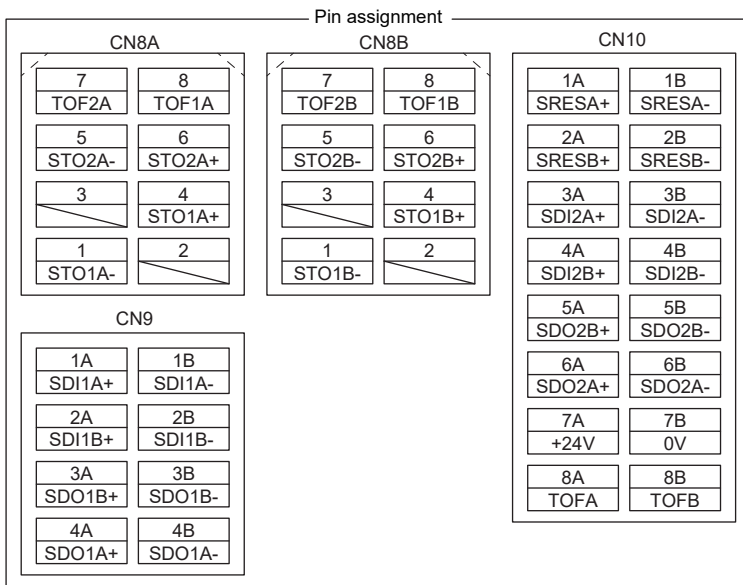 Pin assignment
CN8A
7 8
TOF2A TOF1A
5 6
STO2A- STO2A+
3 4
STO1A+
1 2
STO1A-
CN8B
7 8
TOF2B TOF1B
5 6
STO2B- STO2B+
3 4
STO1B+
1 2
STO1B-
CN9
1A 1B
SDI1A+ SDI1A-
2A 2B
SDI1B+ SDI1B-
3A 3B
SDO1B+ SDO1B-
4A 4B
SDO1A+ SDO1A-
CN10
1A 1B
SRESA+ SRESA-
2A 2B
SRESB+ SRESB-
3A 3B
SDI2A+ SDI2A-
4A 4B
SDI2B+ SDI2B-
5A 5B
SDO2B+ SDO2B-
6A 6B
SDO2A+ SDO2A-
7A 7B
+24V 0V
8A 8B
TOFA TOFB